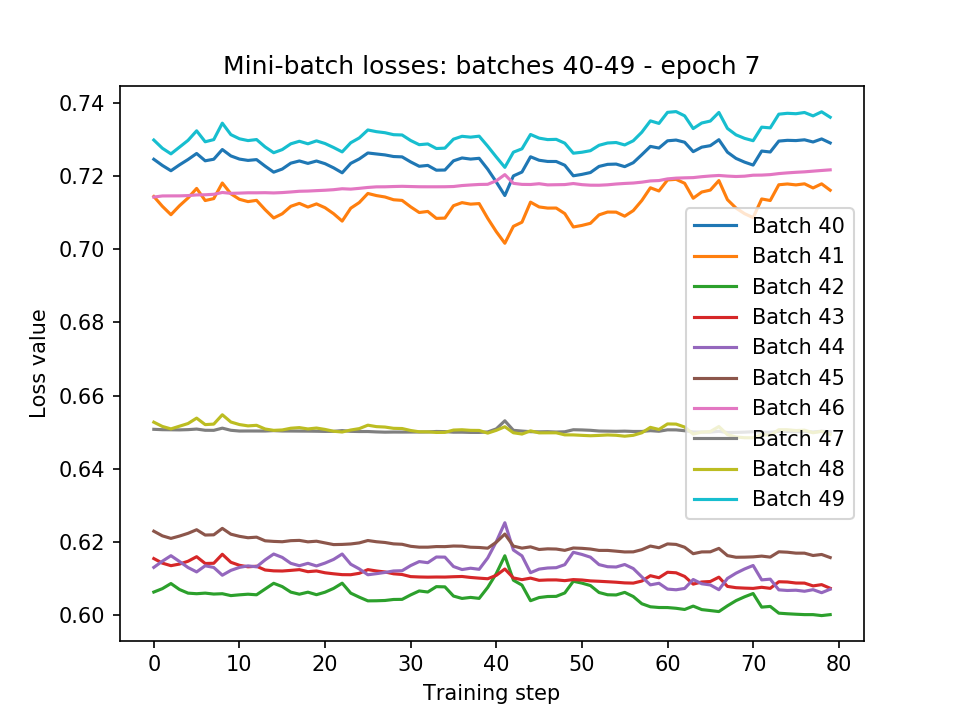 Mini-batch losses: batches 40-49 - epoch 7
Loss value
0.74
0.72
0.70
0.68
0.66
0.64
0.62
0.60
Batch 40
Batch 41
Batch 42
Batch 43
Batch 44
Batch 45
Batch 46
Batch 47
Batch 48
Batch 49
0 10 20 30 40 50 60 70 80
Training step